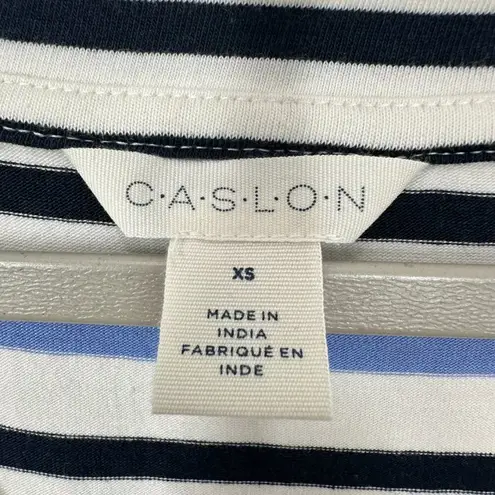 C·A·S·L·O·N
XS
MADE IN
INDIA
FABRIQUÉ EN
INDE